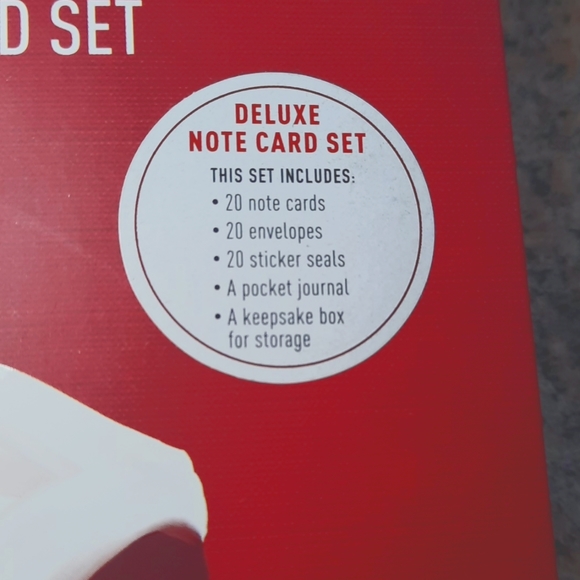 D SET
DELUXE
NOTE CARD SET
THIS SET INCLUDES:
• 20 note cards
• 20 envelopes
• 20 sticker seals
• A pocket journal
• A keepsake box
for storage